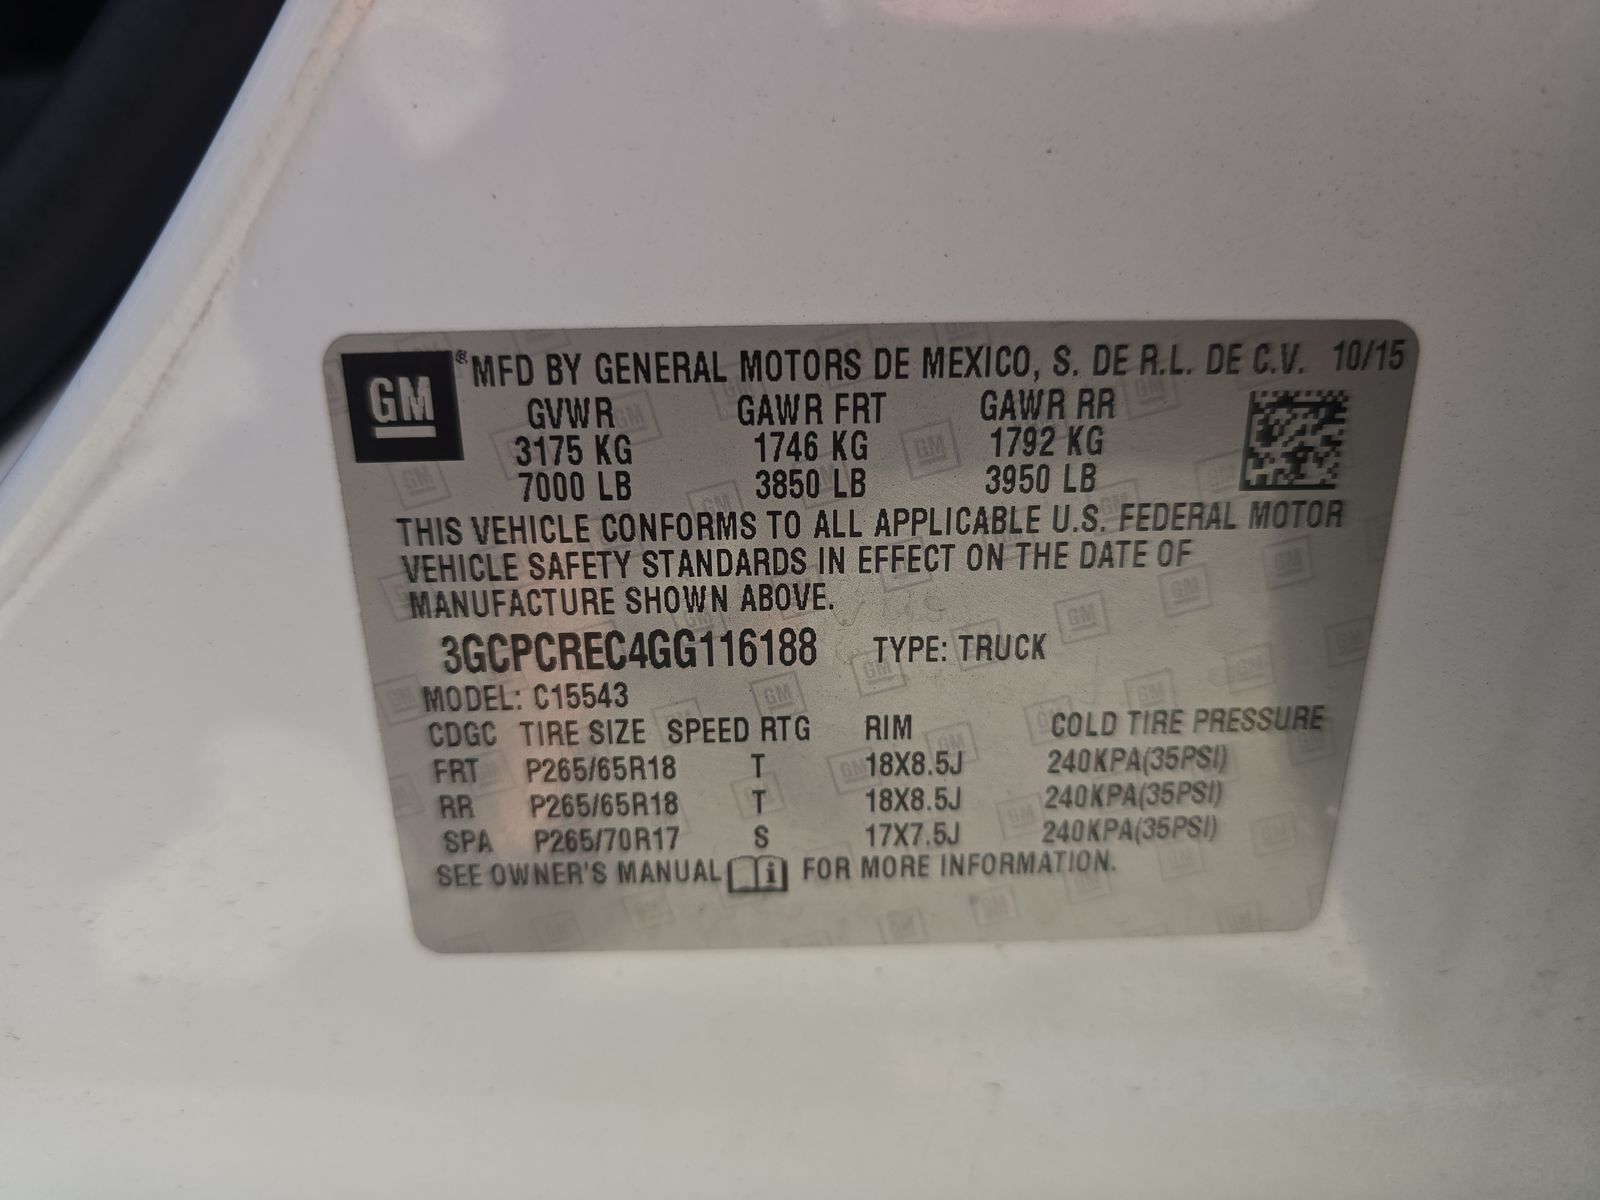 GM ® MFD BY GENERAL MOTORS DE MEXICO, S. DE R.L. DE C.V. 10/15
GVWR GAWR FRT GAWR RR
3175 KG 1746 KG 1792 KG
7000 LB 3850 LB 3950 LB
THIS VEHICLE CONFORMS TO ALL APPLICABLE U.S. FEDERAL MOTOR
VEHICLE SAFETY STANDARDS IN EFFECT ON THE DATE OF
MANUFACTURE SHOWN ABOVE.
3GCPCREC4GG116188 TYPE: TRUCK
MODEL: C15543
CDGC TIRE SIZE SPEED RTG RIM COLD TIRE PRESSURE
FRT P265/65R18 T 18X8.5J 240KPA(35PSI)
RR P265/65R18 T 18X8.5J 240KPA(35PSI)
SPA P265/70R17 S 17X7.5J 240KPA(35PSI)
SEE OWNER'S MANUAL i FOR MORE INFORMATION.